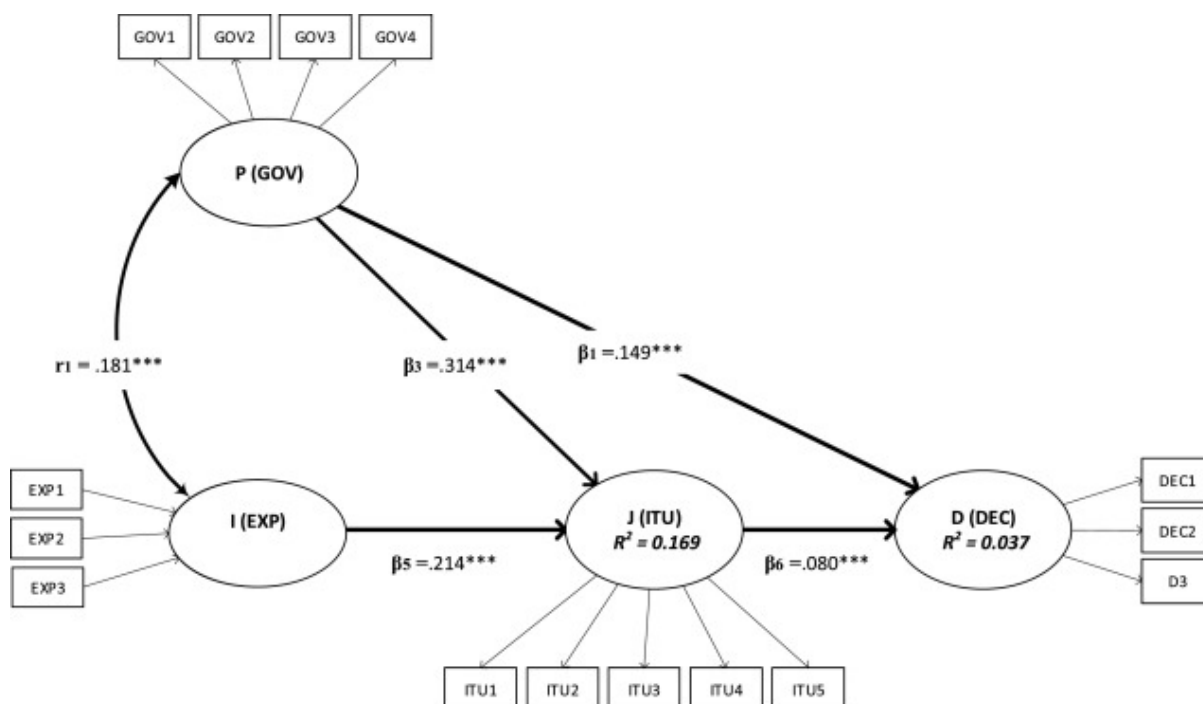 GOV1 GOV2 GOV3 GOV4
P (GOV)
r1 = .181***
β3 =.314***
β1 =.149***
EXP1
EXP2
EXP3
I (EXP)
β5 =.214***
J (ITU)
R² = 0.169
β6 =.080***
D (DEC)
R² = 0.037
DEC1
DEC2
D3
ITU1 ITU2 ITU3 ITU4 ITU5